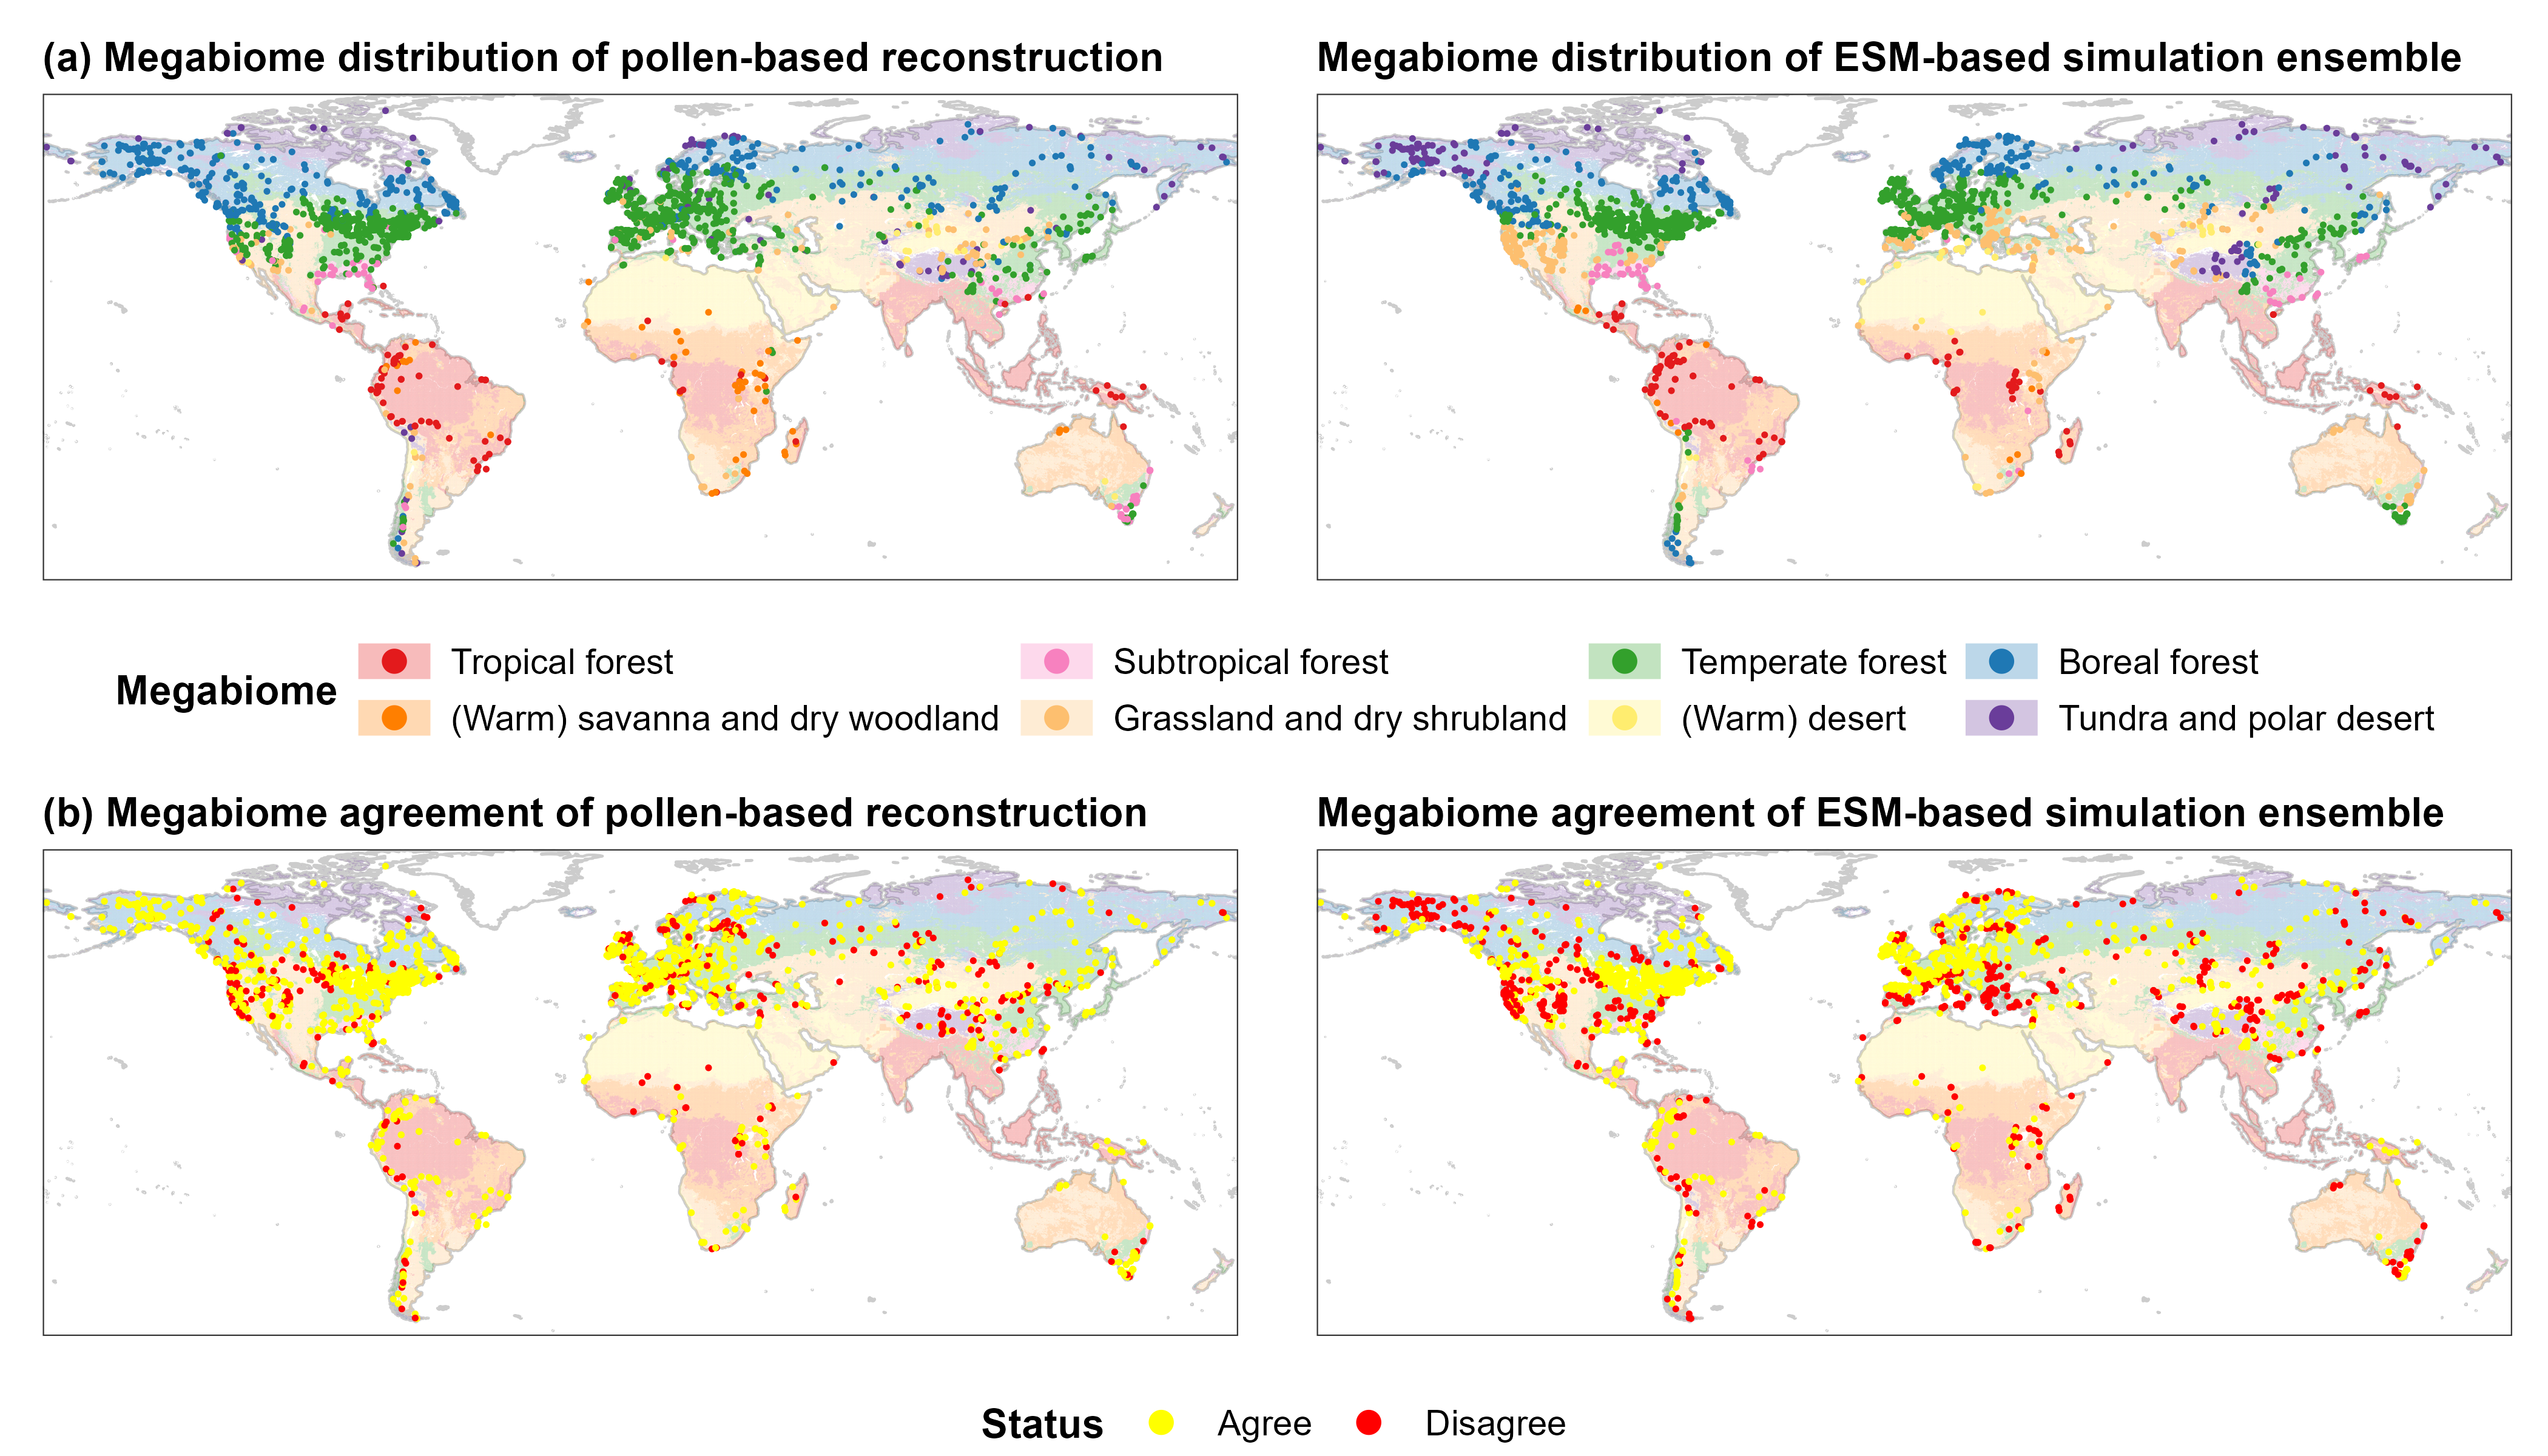 (a) Megabiome distribution of pollen-based reconstruction
Megabiome distribution of ESM-based simulation ensemble
Megabiome
Tropical forest
Subtropical forest
Temperate forest
Boreal forest
(Warm) savanna and dry woodland
Grassland and dry shrubland
(Warm) desert
Tundra and polar desert
(b) Megabiome agreement of pollen-based reconstruction
Megabiome agreement of ESM-based simulation ensemble
Status
Agree
Disagree